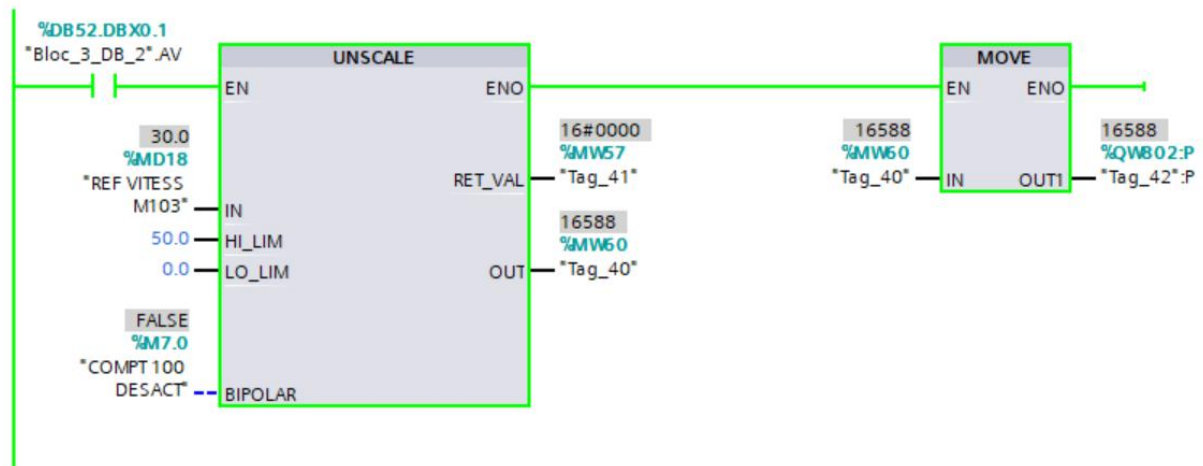 %DB52.DBX0.1
"Bloc_3_DB_2".AV
UNSCALE
EN
ENO
30.0
%MD18
"REF VITESS
M103"
IN
50.0
HI_LIM
0.0
LO_LIM
FALSE
%M7.0
"COMPT 100
DESACT"
BIPOLAR
16#0000
%MW57
RET_VAL
"Tag_41"
16588
%MW60
OUT
"Tag_40"
MOVE
EN
ENO
16588
%MW60
"Tag_40"
IN
16588
%QW802:P
OUT1
"Tag_42":P